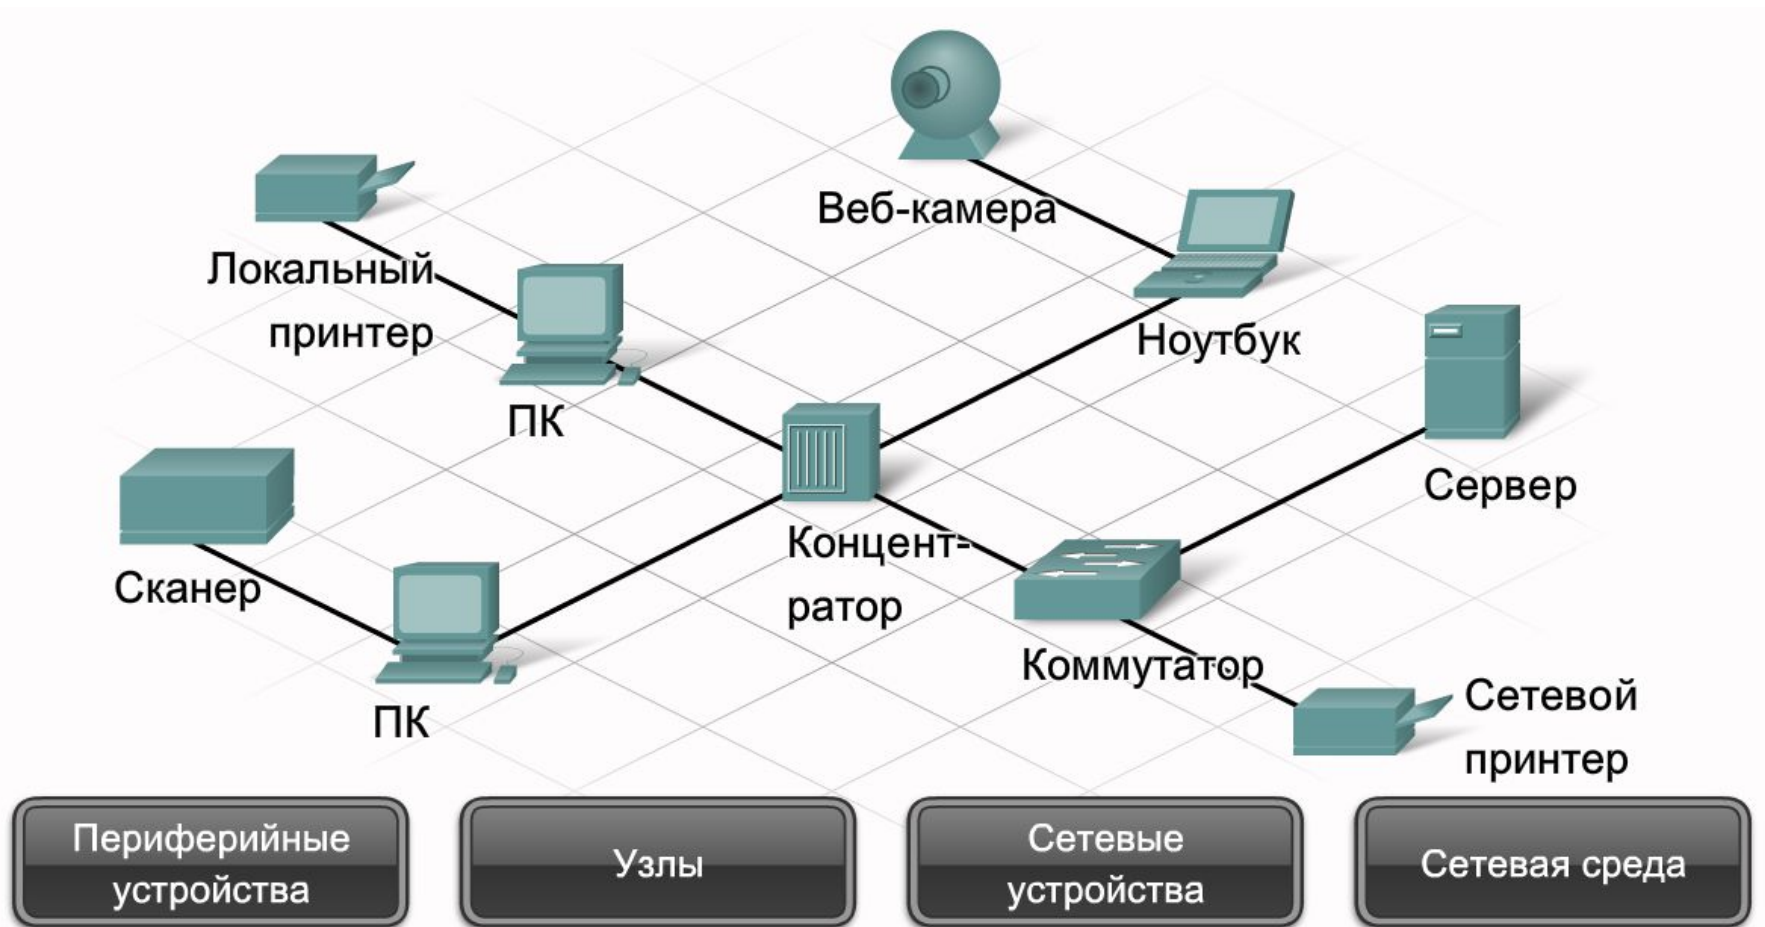 Веб-камера
Локальный
принтер
Ноутбук
ПК
Сервер
Концент-
ратор
Сканер
Коммутатор
ПК
Сетевой
принтер
Периферийные
устройства
Узлы
Сетевые
устройства
Сетевая среда